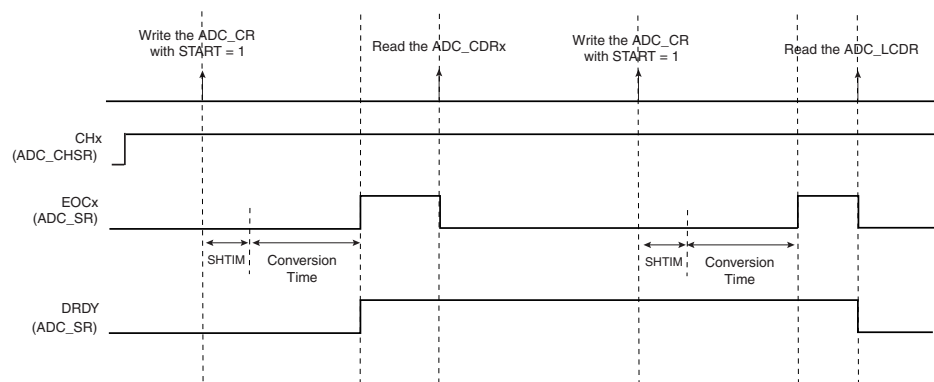 Write the ADC_CR
with START = 1
Read the ADC_CDRx
Write the ADC_CR
with START = 1
Read the ADC_LCDR
CHx
(ADC_CHSR)
EOCx
(ADC_SR)
SHTIM
Conversion
Time
SHTIM
Conversion
Time
DRDY
(ADC_SR)